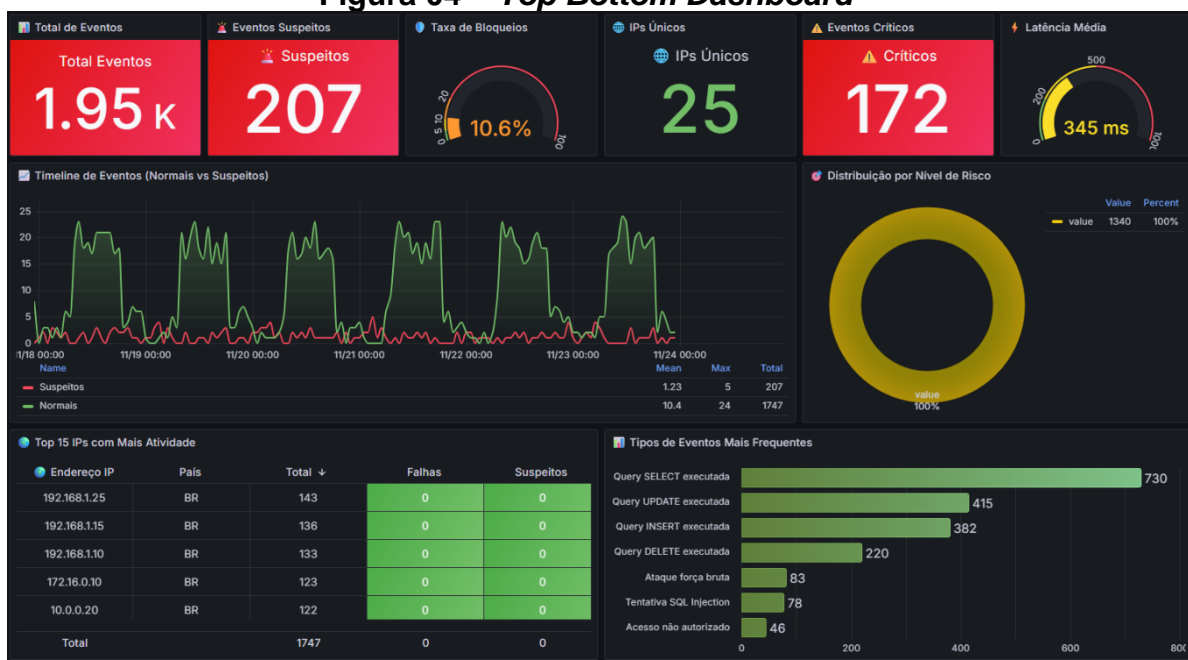 Figura 64 – Top Bottom Dashboard
Total de Eventos
Eventos Suspeitos
Taxa de Bloqueios
IPs Únicos
Eventos Críticos
Latência Média
Total Eventos
1.95 K
Suspeitos
207
0
5
10
20
100
10.6%
IPs Únicos
25
Críticos
172
0
200
500
345 ms
Timeline de Eventos (Normais vs Suspeitos)
25
20
15
10
5
0
11/18 00:00 11/19 00:00 11/20 00:00 11/21 00:00 11/22 00:00 11/23 00:00 11/24 00:00
Name Mean Max Total
Suspeitos 1.23 5 207
Normais 10.4 24 1747
Distribuição por Nível de Risco
Value Percent
value 1340 100%
value
100%
Top 15 IPs com Mais Atividade
Endereço IP País Total ↓ Falhas Suspeitos
192.168.1.25 BR 143 0 0
192.168.1.15 BR 136 0 0
192.168.1.10 BR 133 0 0
172.16.0.10 BR 123 0 0
10.0.0.20 BR 122 0 0
Total 1747 0 0
Tipos de Eventos Mais Frequentes
Query SELECT executada 730
Query UPDATE executada 415
Query INSERT executada 382
Query DELETE executada 220
Ataque força bruta 83
Tentativa SQL Injection 78
Acesso não autorizado 46
0 200 400 600 800